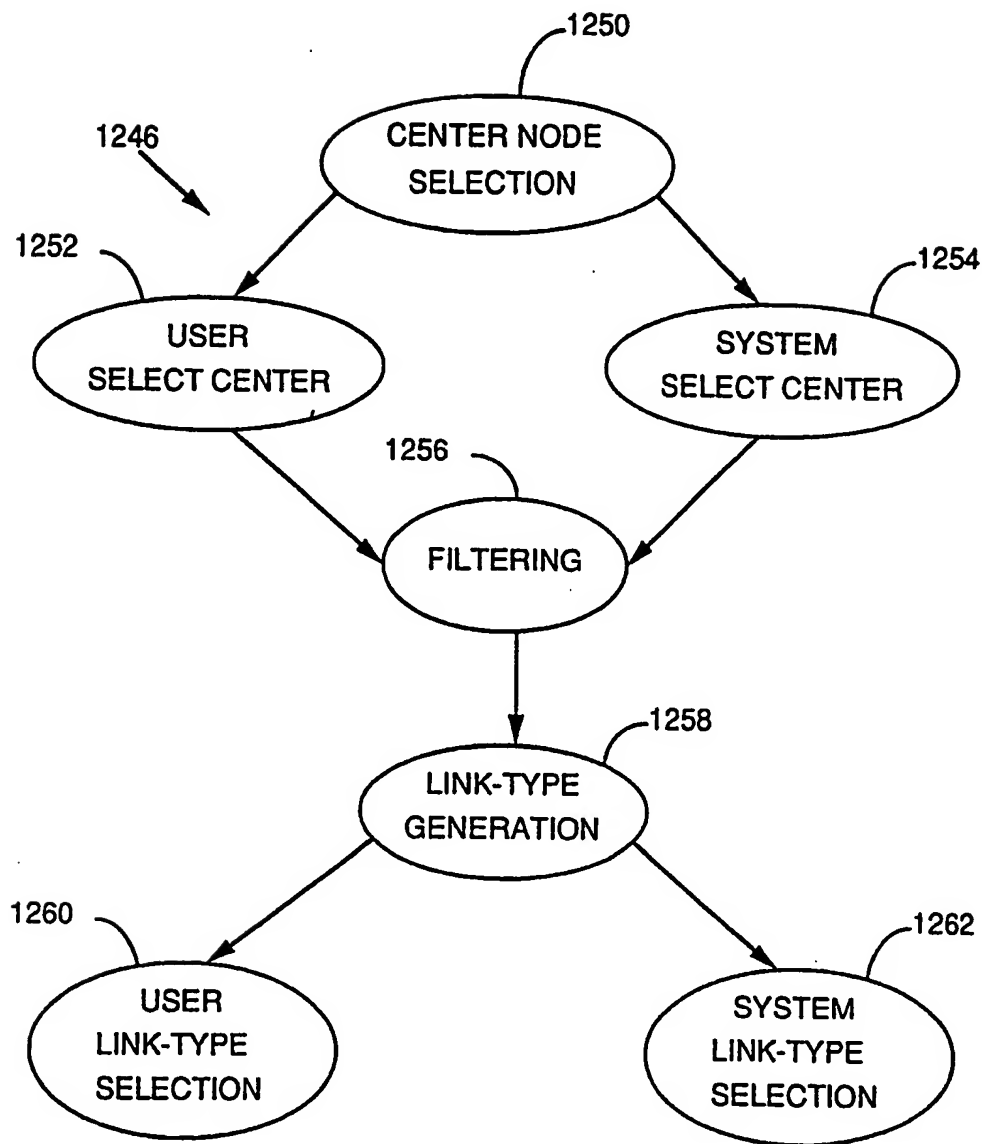 1250
CENTER NODE
SELECTION
1246
1252
1254
USER
SELECT CENTER
SYSTEM
SELECT CENTER
1256
FILTERING
1258
LINK-TYPE
GENERATION
1260
1262
USER
LINK-TYPE
SELECTION
SYSTEM
LINK-TYPE
SELECTION